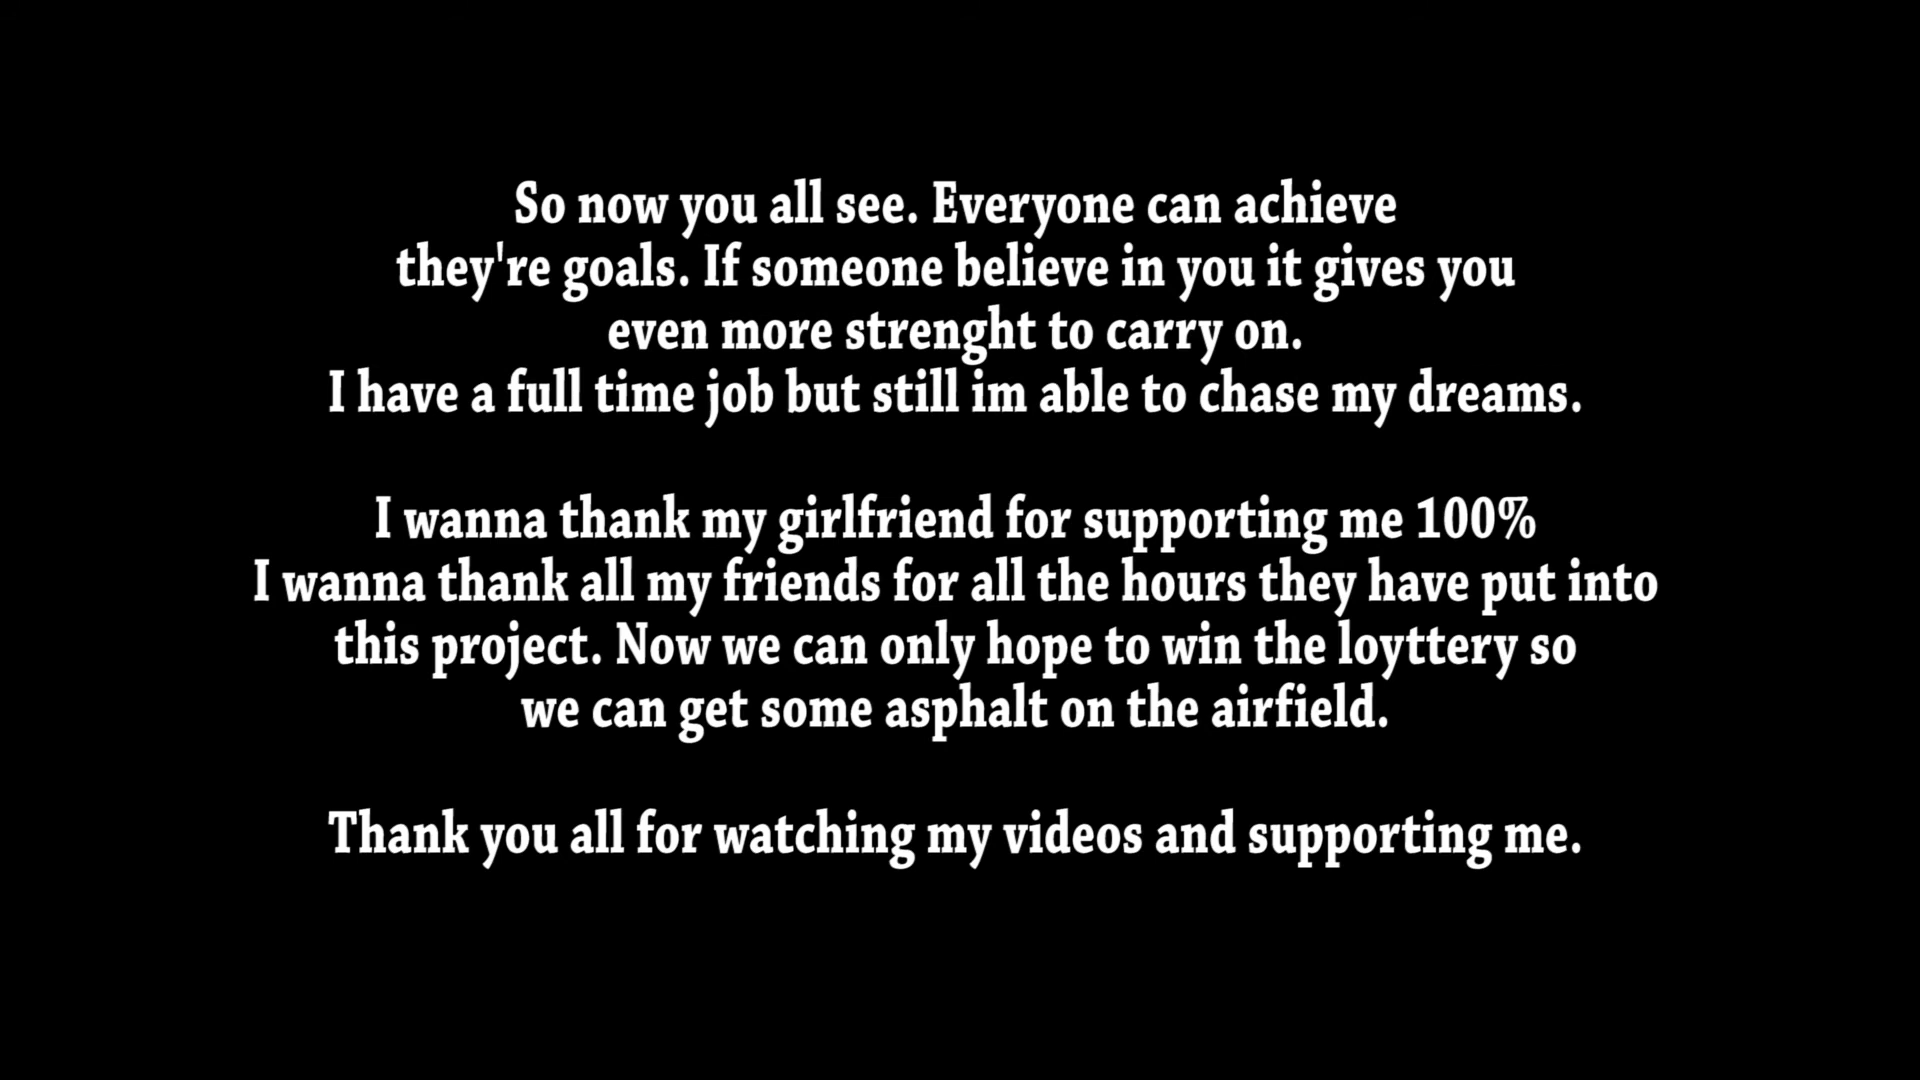 So now you all see. Everyone can achieve
they're goals. If someone believe in you it gives you
even more strenght to carry on.
I have a full time job but still im able to chase my dreams.
I wanna thank my girlfriend for supporting me 100%
I wanna thank all my friends for all the hours they have put into
this project. Now we can only hope to win the loyttery so
we can get some asphalt on the airfield.
Thank you all for watching my videos and supporting me.